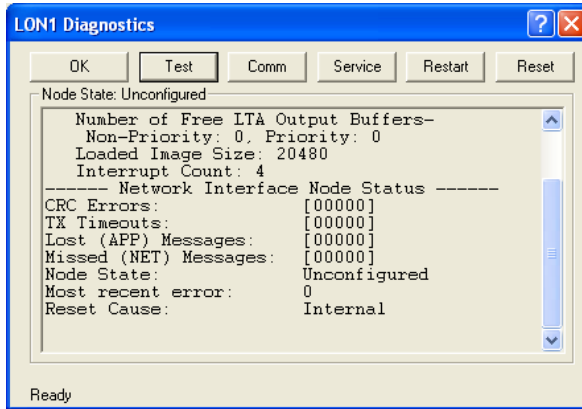 LON1 Diagnostics
OK Test Comm Service Restart Reset
Node State: Unconfigured
Number of Free LTA Output Buffers-
Non-Priority: 0, Priority: 0
Loaded Image Size: 20480
Interrupt Count: 4
------ Network Interface Node Status ------
CRC Errors: [00000]
TX Timeouts: [00000]
Lost (APP) Messages: [00000]
Missed (NET) Messages: [00000]
Node State: Unconfigured
Most recent error: 0
Reset Cause: Internal
Ready